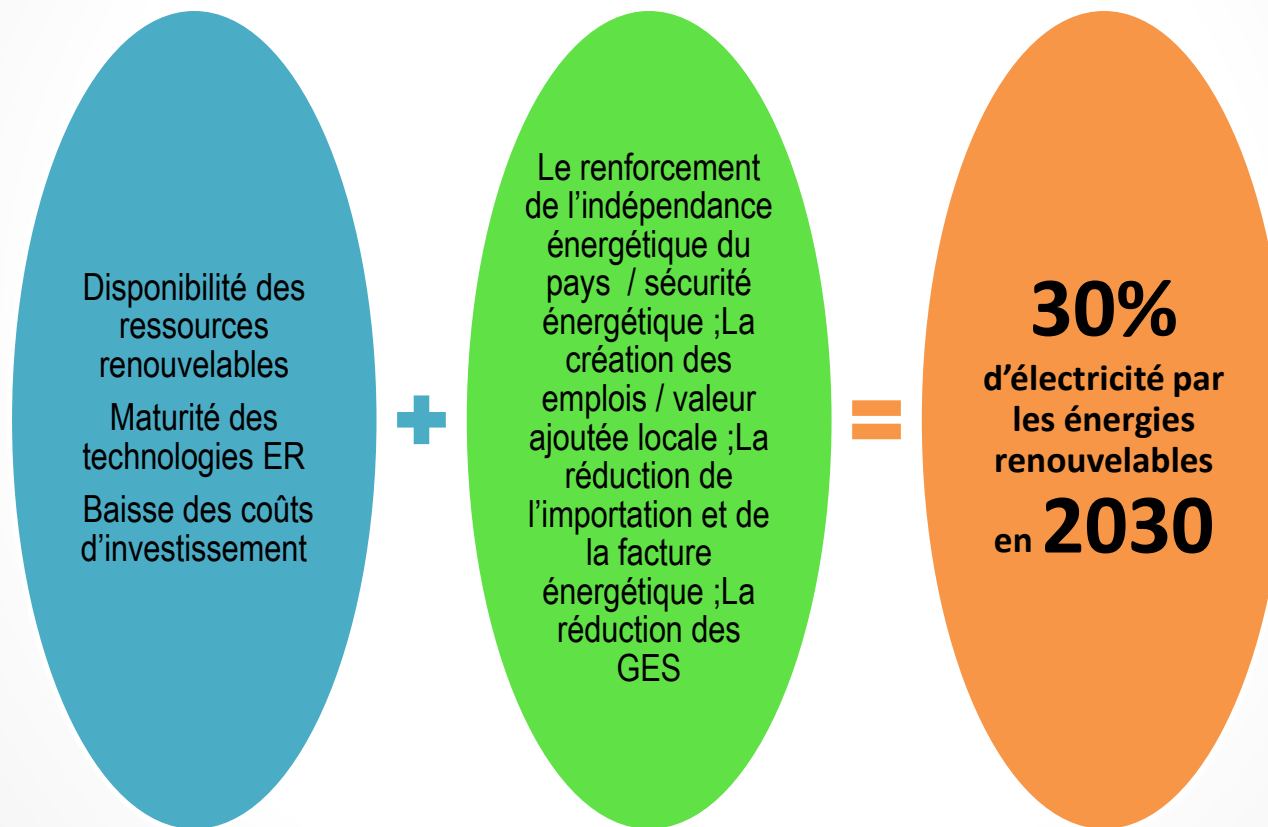 Disponibilité des
ressources
renouvelables
Maturité des
technologies ER
Baisse des coûts
d’investissement
+
Le renforcement
de l’indépendance
énergétique du
pays / sécurité
énergétique ;La
création des
emplois / valeur
ajoutée locale ;La
réduction de
l’importation et de
la facture
énergétique ;La
réduction des
GES
=
30%
d’électricité par
les énergies
renouvelables
en 2030